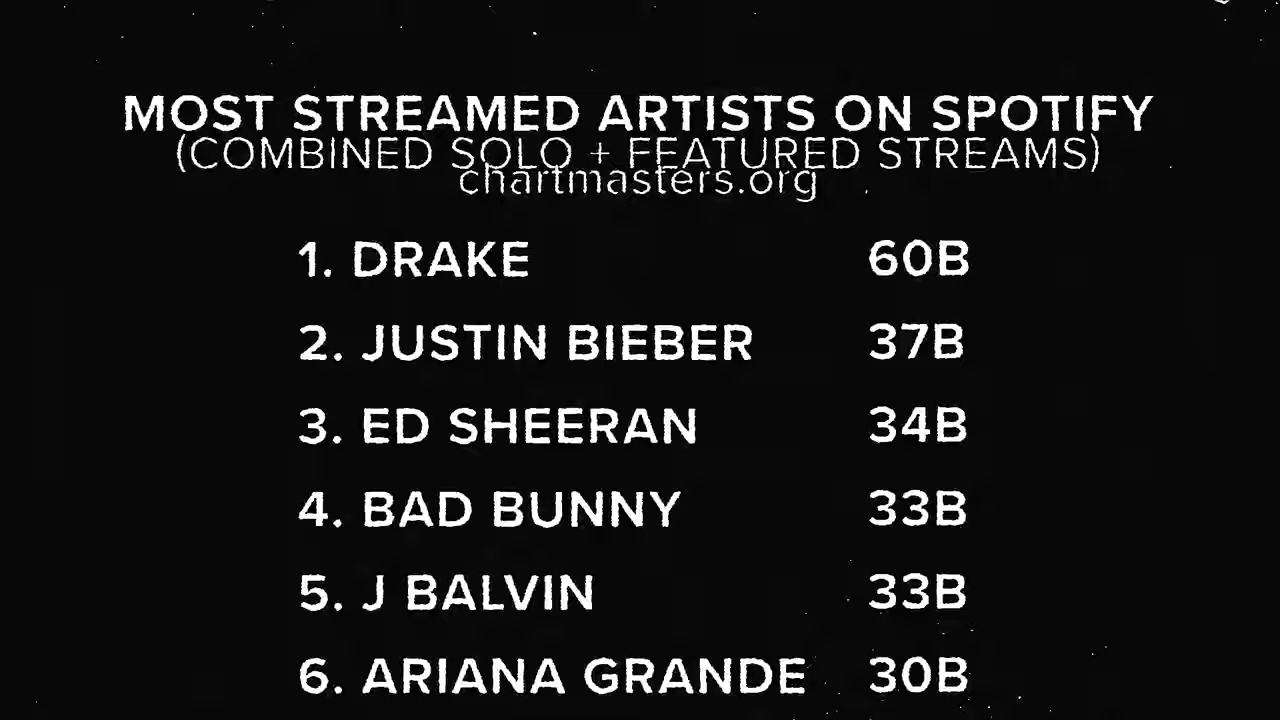 MOST STREAMED ARTISTS ON SPOTIFY
(COMBINED SOLO + FEATURED STREAMS)
chartmasters.org
1. DRAKE 60B
2. JUSTIN BIEBER 37B
3. ED SHEERAN 34B
4. BAD BUNNY 33B
5. J BALVIN 33B
6. ARIANA GRANDE 30B